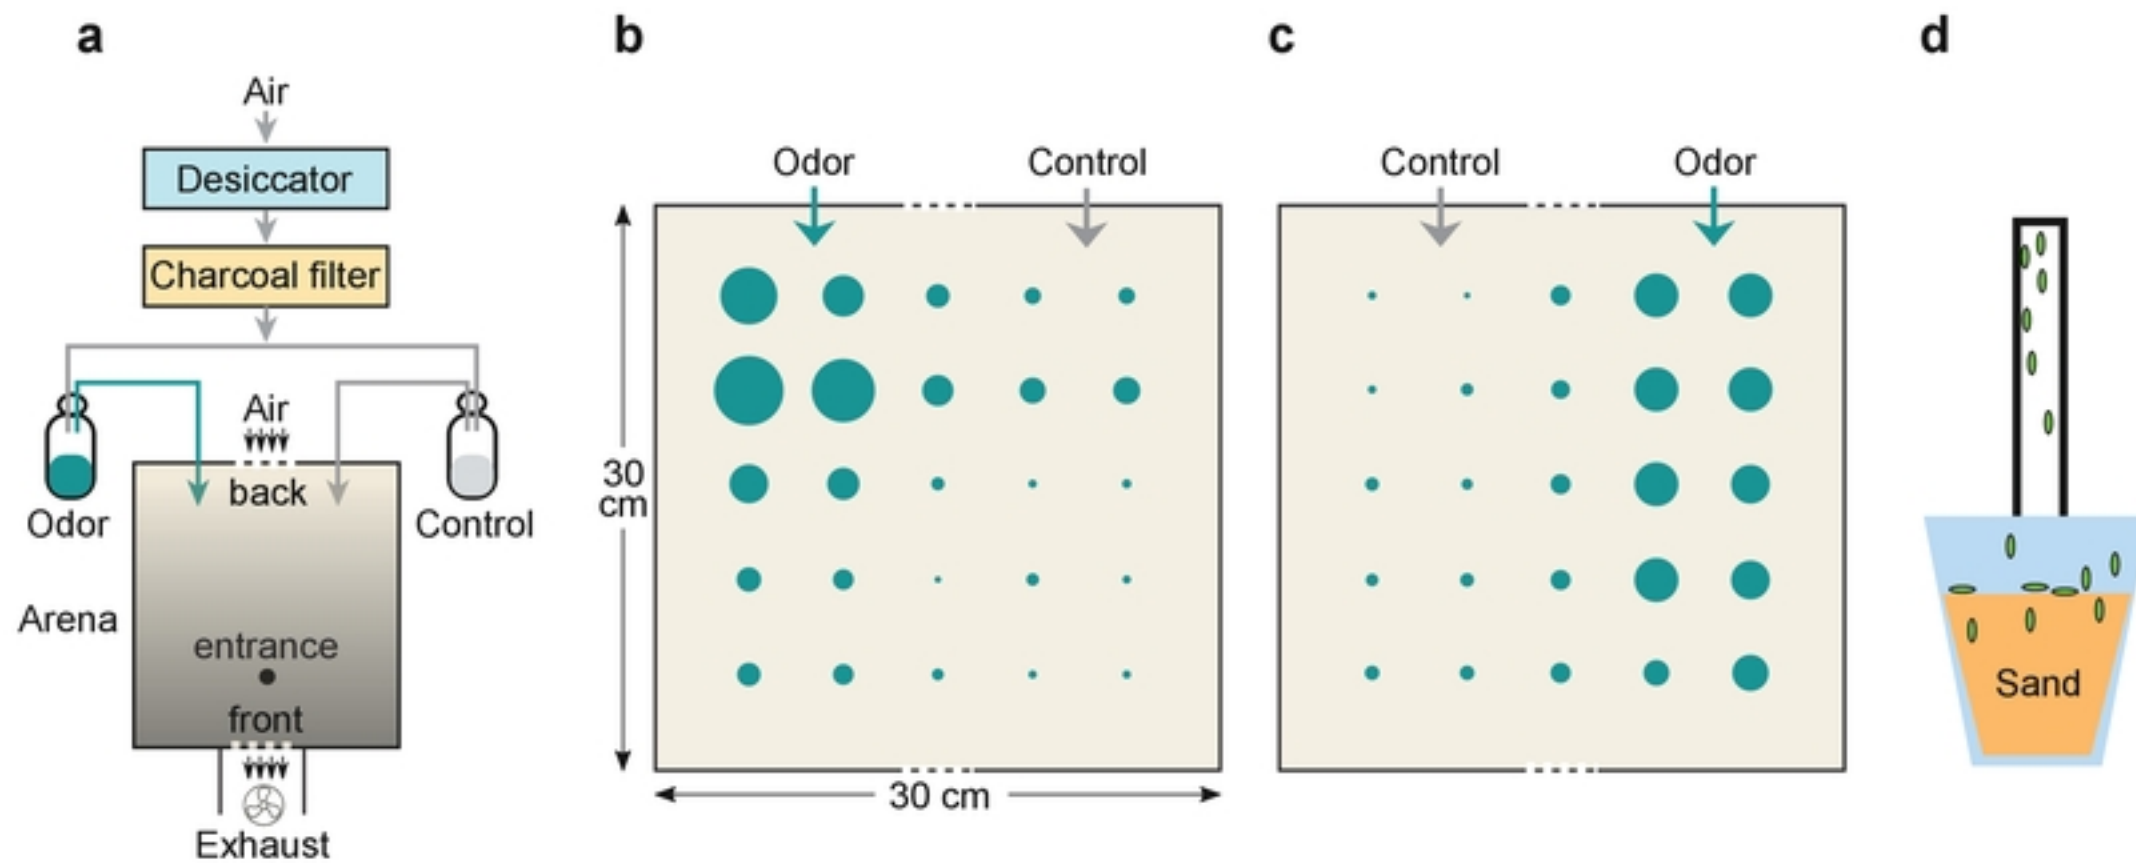 a
Air
Desiccator
Charcoal filter
Air
back
Odor
Control
Arena
entrance
front
Exhaust
b
Odor
Control
30
cm
30 cm
c
Control
Odor
d
Sand